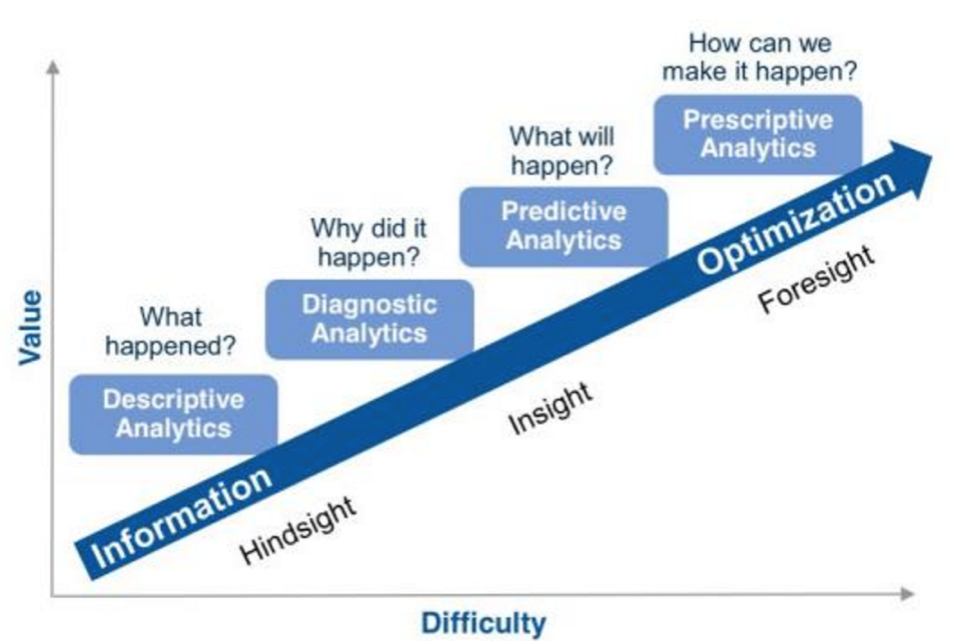 How can we
make it happen?
Prescriptive
Analytics
What will
happen?
Predictive
Analytics
Why did it
happen?
Diagnostic
Analytics
What
happened?
Descriptive
Analytics
Value
Information
Optimization
Hindsight
Insight
Foresight
Difficulty